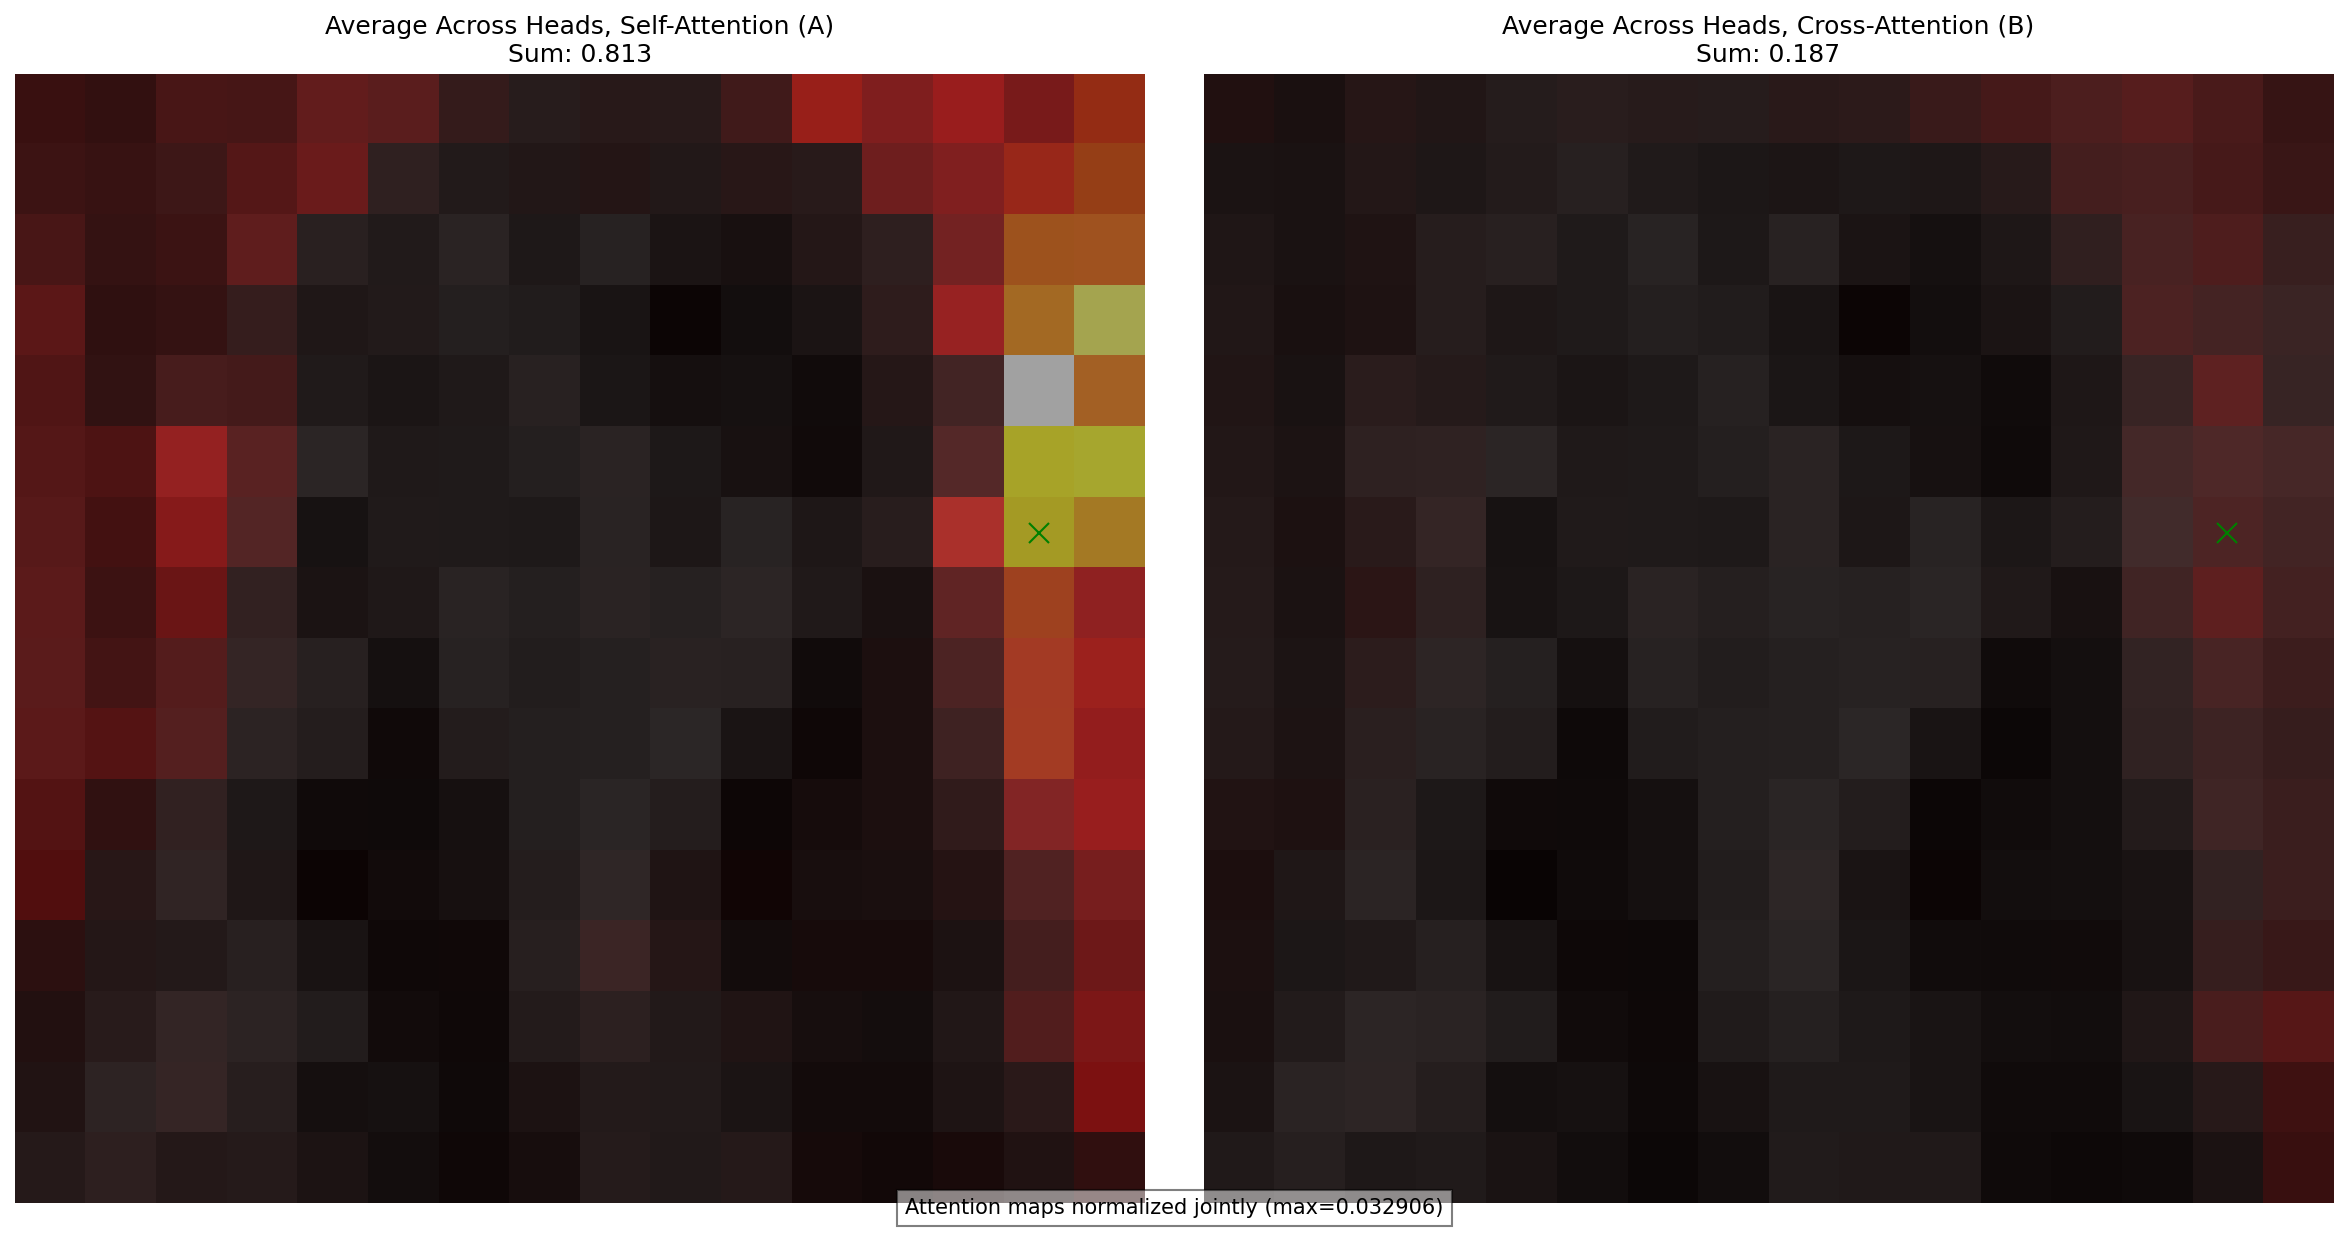 Average Across Heads, Self-Attention (A)
Sum: 0.813
Average Across Heads, Cross-Attention (B)
Sum: 0.187
Attention maps normalized jointly (max=0.032906)